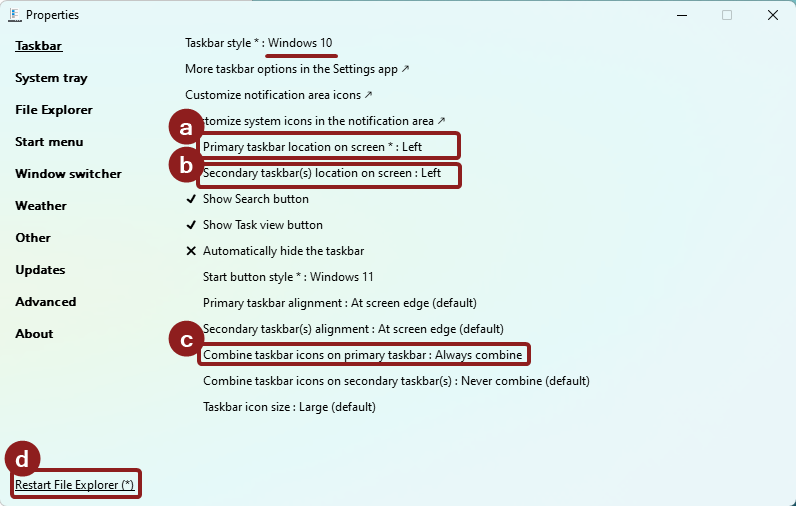 Properties
Taskbar
System tray
File Explorer
Start menu
Window switcher
Weather
Other
Updates
Advanced
About
Taskbar style * : Windows 10
More taskbar options in the Settings app ↗
Customize notification area icons ↗
tomize system icons in the notification area ↗
a
Primary taskbar location on screen * : Left
b
Secondary taskbar(s) location on screen : Left
Show Search button
Show Task view button
Automatically hide the taskbar
Start button style * : Windows 11
Primary taskbar alignment : At screen edge (default)
Secondary taskbar(s) alignment : At screen edge (default)
c
Combine taskbar icons on primary taskbar : Always combine
Combine taskbar icons on secondary taskbar(s) : Never combine (default)
Taskbar icon size : Large (default)
d
Restart File Explorer (*)